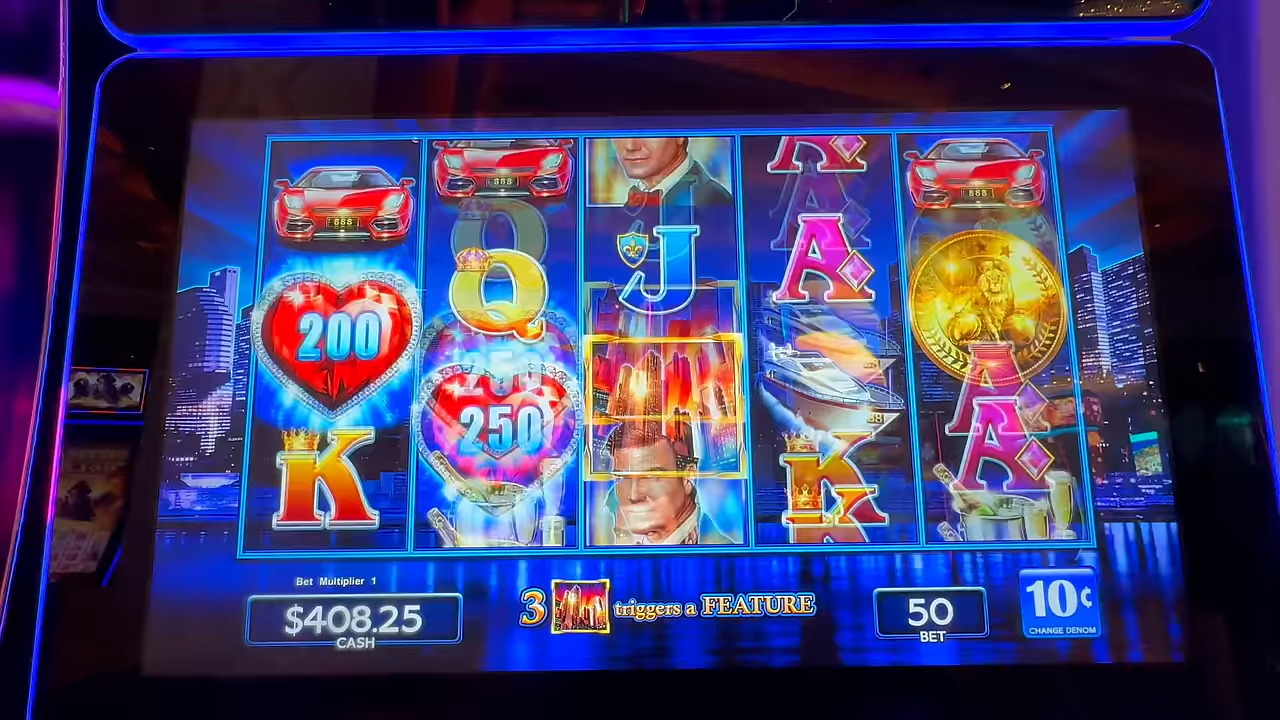 888
888
888
A
Q
J
A
200
Q
250
K
A
88
K
K
A
Bet Multiplier 1
$408.25
CASH
3 triggers a FEATURE
50
BET
10¢
CHANGE DENOM